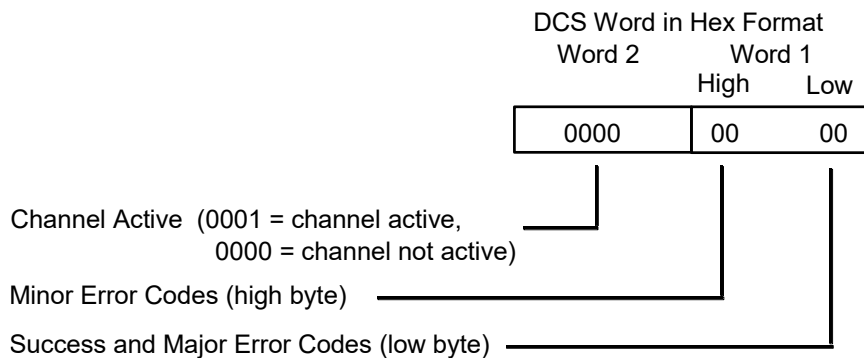 DCS Word in Hex Format
Word 2 Word 1
High Low
0000 00 00
Channel Active (0001 = channel active,
0000 = channel not active)
Minor Error Codes (high byte)
Success and Major Error Codes (low byte)